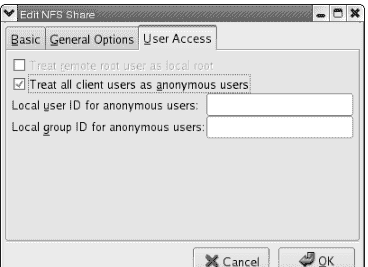 Edit NFS Share
Basic General Options User Access
Treat remote root user as local root
Treat all client users as anonymous users
Local user ID for anonymous users:
Local group ID for anonymous users:
Cancel OK